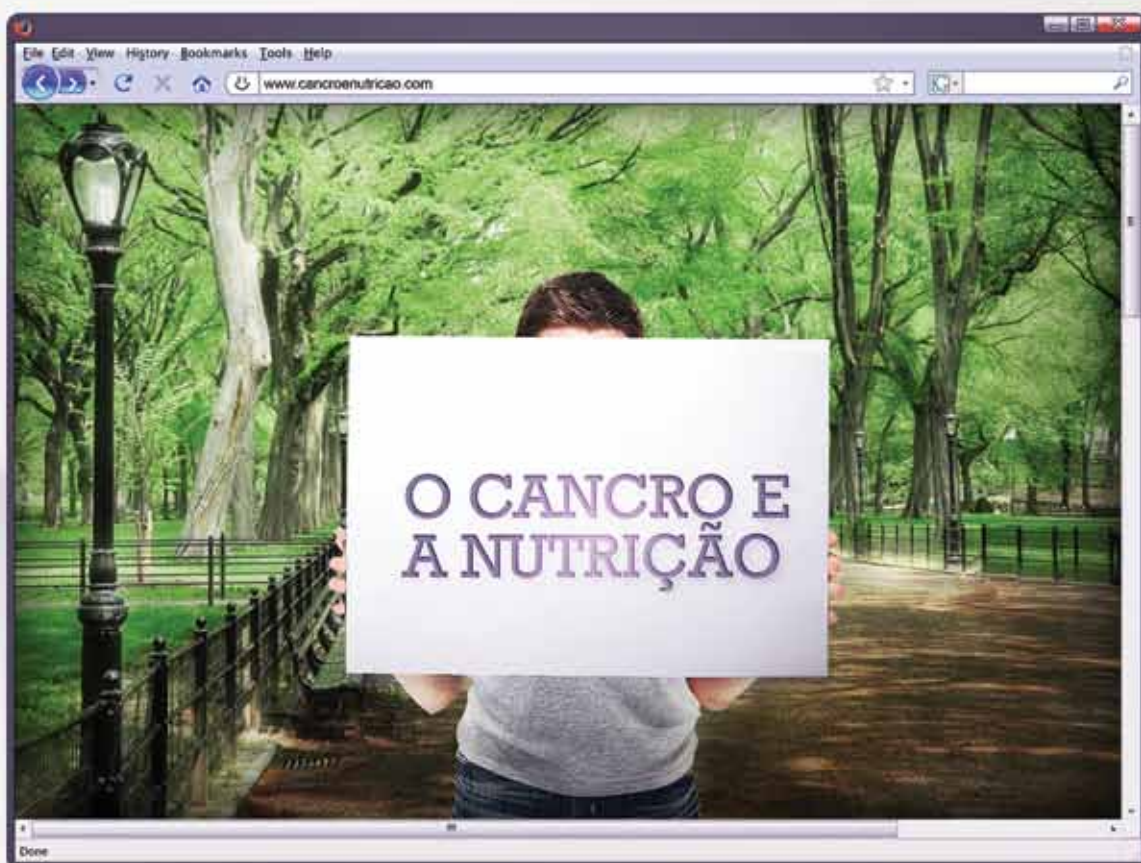 File Edit View History Bookmarks Tools Help
www.cancroenutricao.com
O CANCRO E
A NUTRIÇÃO
Done